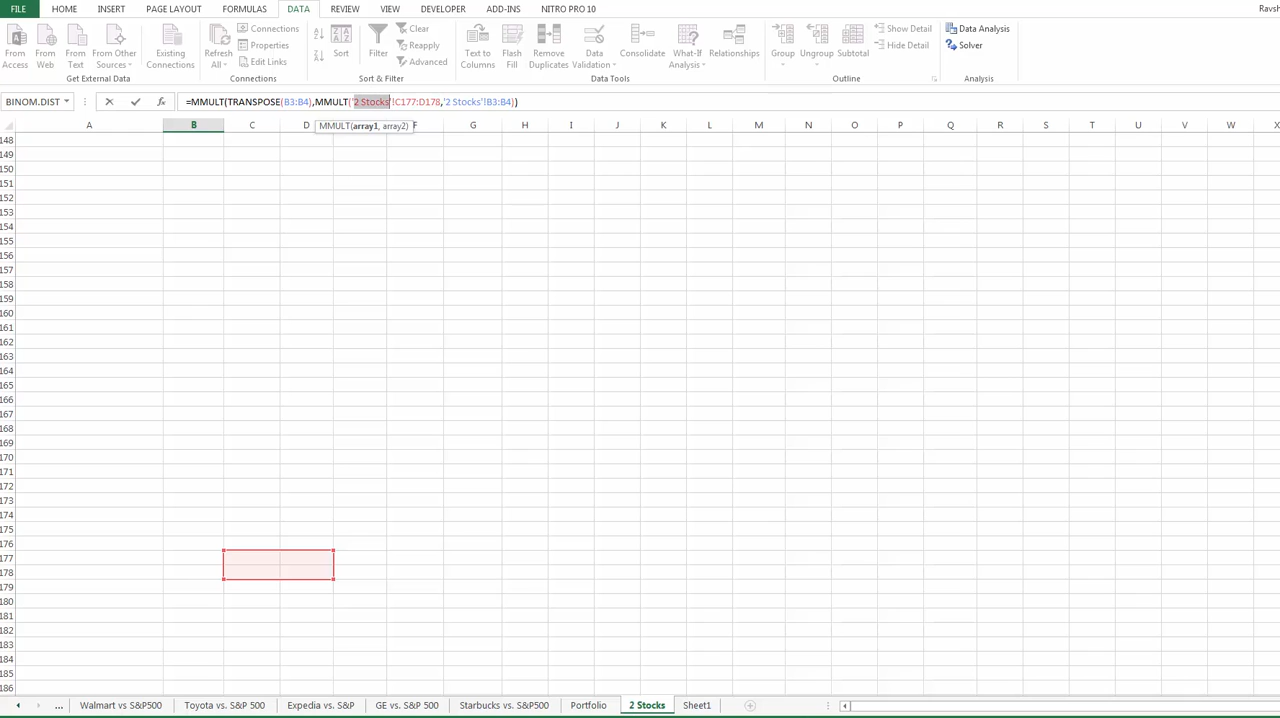 FILE HOME INSERT PAGE LAYOUT FORMULAS DATA REVIEW VIEW DEVELOPER ADD-INS NITRO PRO 10 Ravsh
From Access
From Web
From Text
From Other Sources
Existing Connections
Get External Data
Refresh All
Connections
Properties
Edit Links
Connections
Sort
Filter
Clear
Reapply
Advanced
Sort & Filter
Text to Columns
Flash Fill
Remove Duplicates
Data Validation
Consolidate
What-If Analysis
Relationships
Data Tools
Group
Ungroup
Subtotal
Show Detail
Hide Detail
Outline
Data Analysis
Solver
Analysis
BINOM.DIST fx =MMULT(TRANSPOSE(B3:B4),MMULT('2 Stocks'!C177:D178,'2 Stocks'!B3:B4))
MMULT(array1, array2)
A B C D F G H I J K L M N O P Q R S T U V W X
148
149
150
151
152
153
154
155
156
157
158
159
160
161
162
163
164
165
166
167
168
169
170
171
172
173
174
175
176
177
178
179
180
181
182
183
184
185
186
... Walmart vs S&P500 Toyota vs. S&P 500 Expedia vs. S&P GE vs. S&P 500 Starbucks vs. S&P500 Portfolio 2 Stocks Sheet1